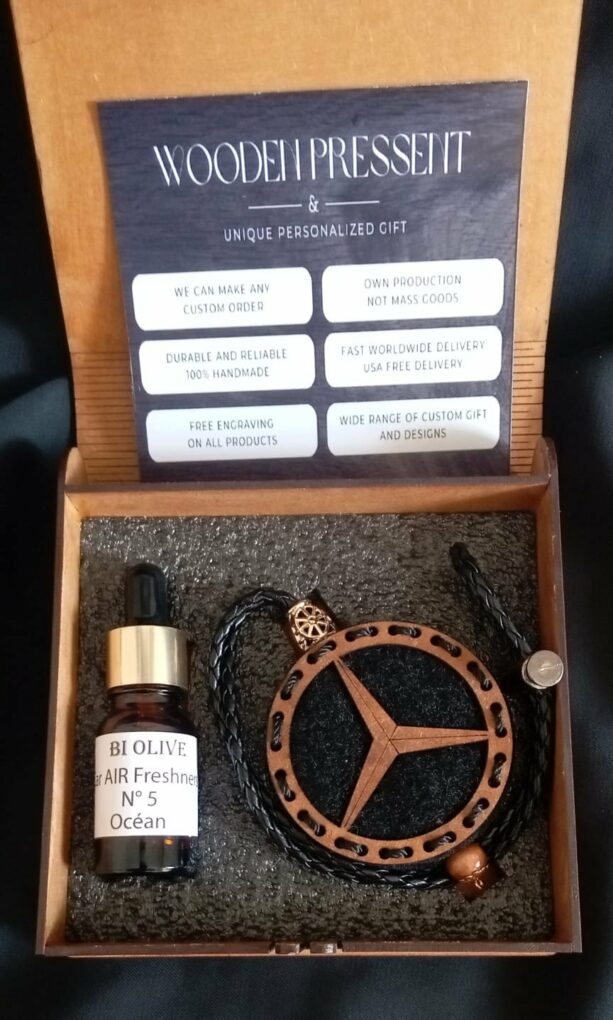 WOODEN PRESSENT
&
UNIQUE PERSONALIZED GIFT
WE CAN MAKE ANY
CUSTOM ORDER
OWN PRODUCTION
NOT MASS GOODS
DURABLE AND RELIABLE
100% HANDMADE
FAST WORLDWIDE DELIVERY
USA FREE DELIVERY
FREE ENGRAVING
ON ALL PRODUCTS
WIDE RANGE OF CUSTOM GIFT
AND DESIGNS
BI OLIVE
ar AIR Freshner
N° 5
Océan